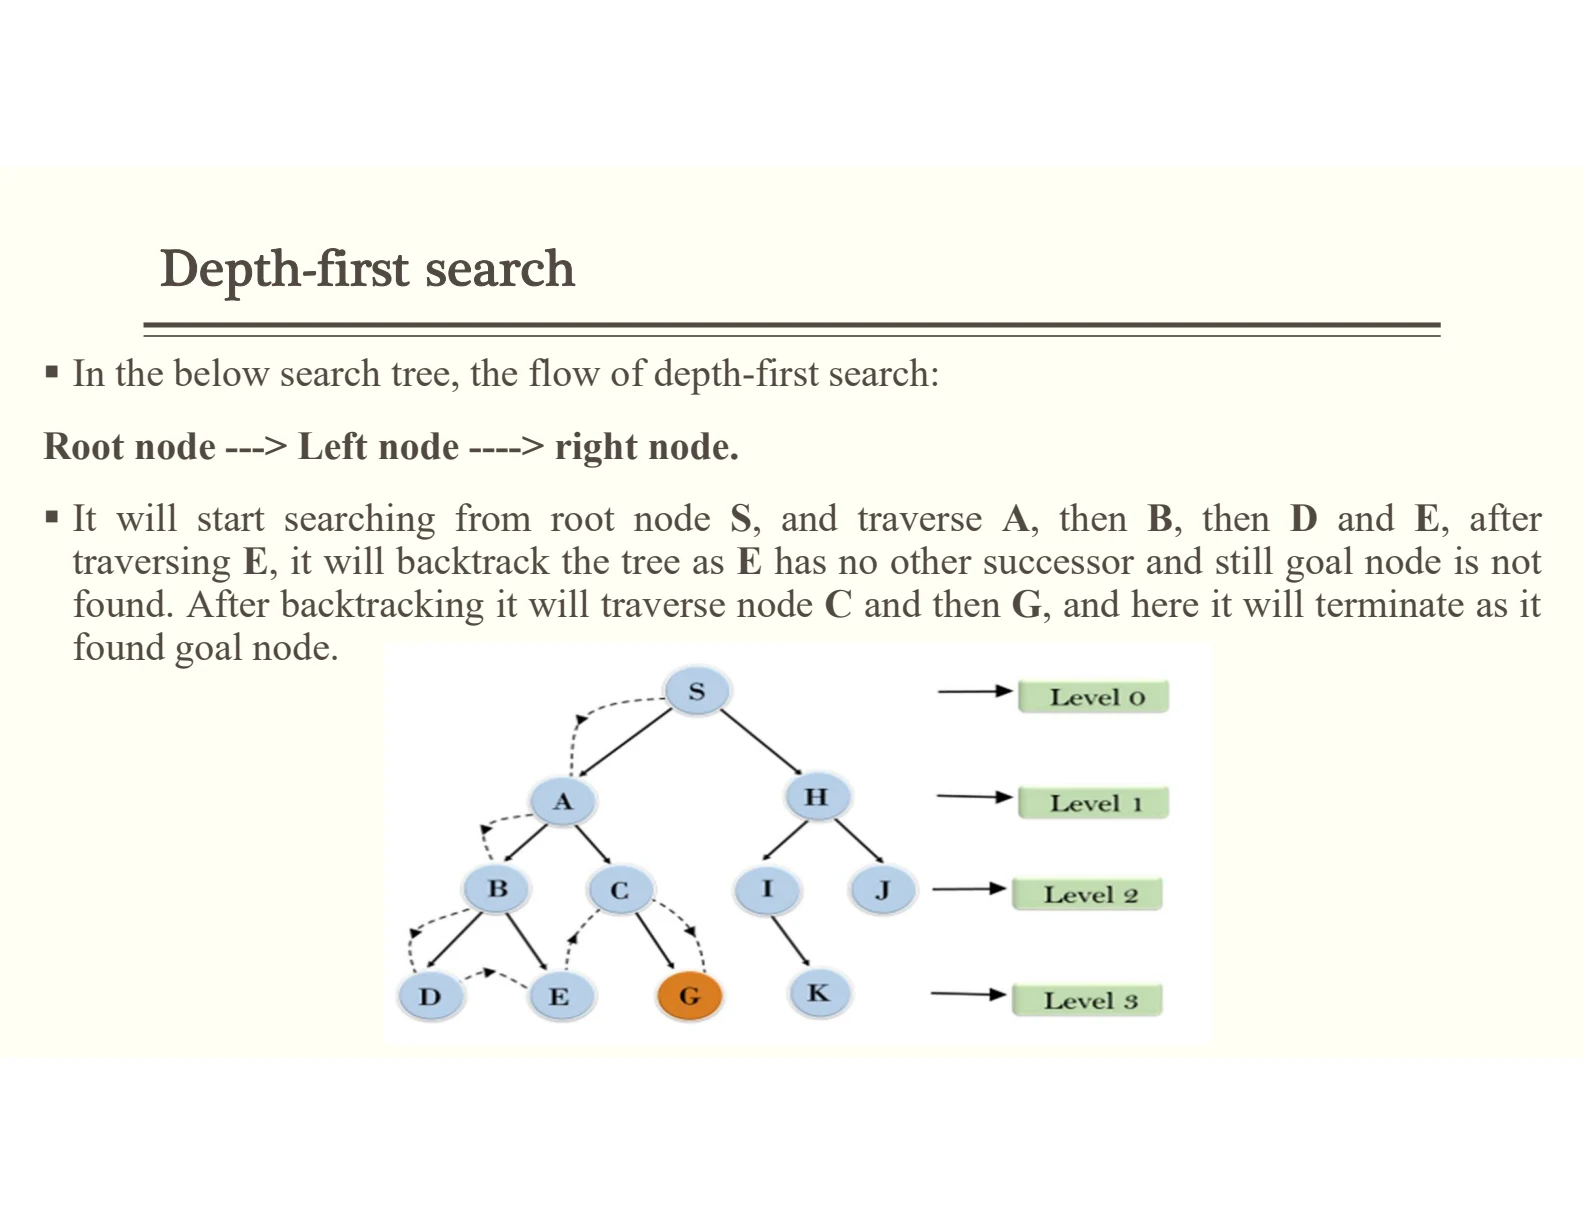 Depth-first search
▪ In the below search tree, the flow of depth-first search:
Root node ---> Left node ----> right node.
▪ It will start searching from root node S, and traverse A, then B, then D and E, after
traversing E, it will backtrack the tree as E has no other successor and still goal node is not
found. After backtracking it will traverse node C and then G, and here it will terminate as it
found goal node.
S
Level 0
A
H
Level 1
B
C
I
J
Level 2
D
E
G
K
Level 3